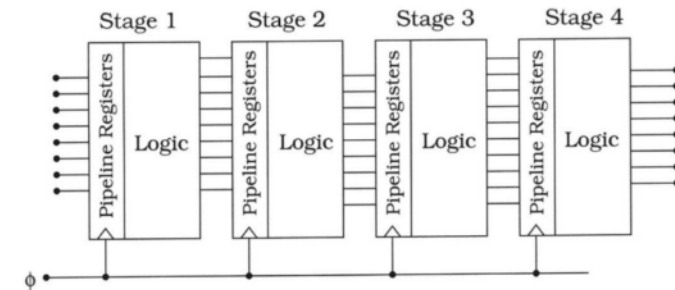 Stage 1 Stage 2 Stage 3 Stage 4
Pipeline Registers Logic Pipeline Registers Logic Pipeline Registers Logic Pipeline Registers Logic
ϕ